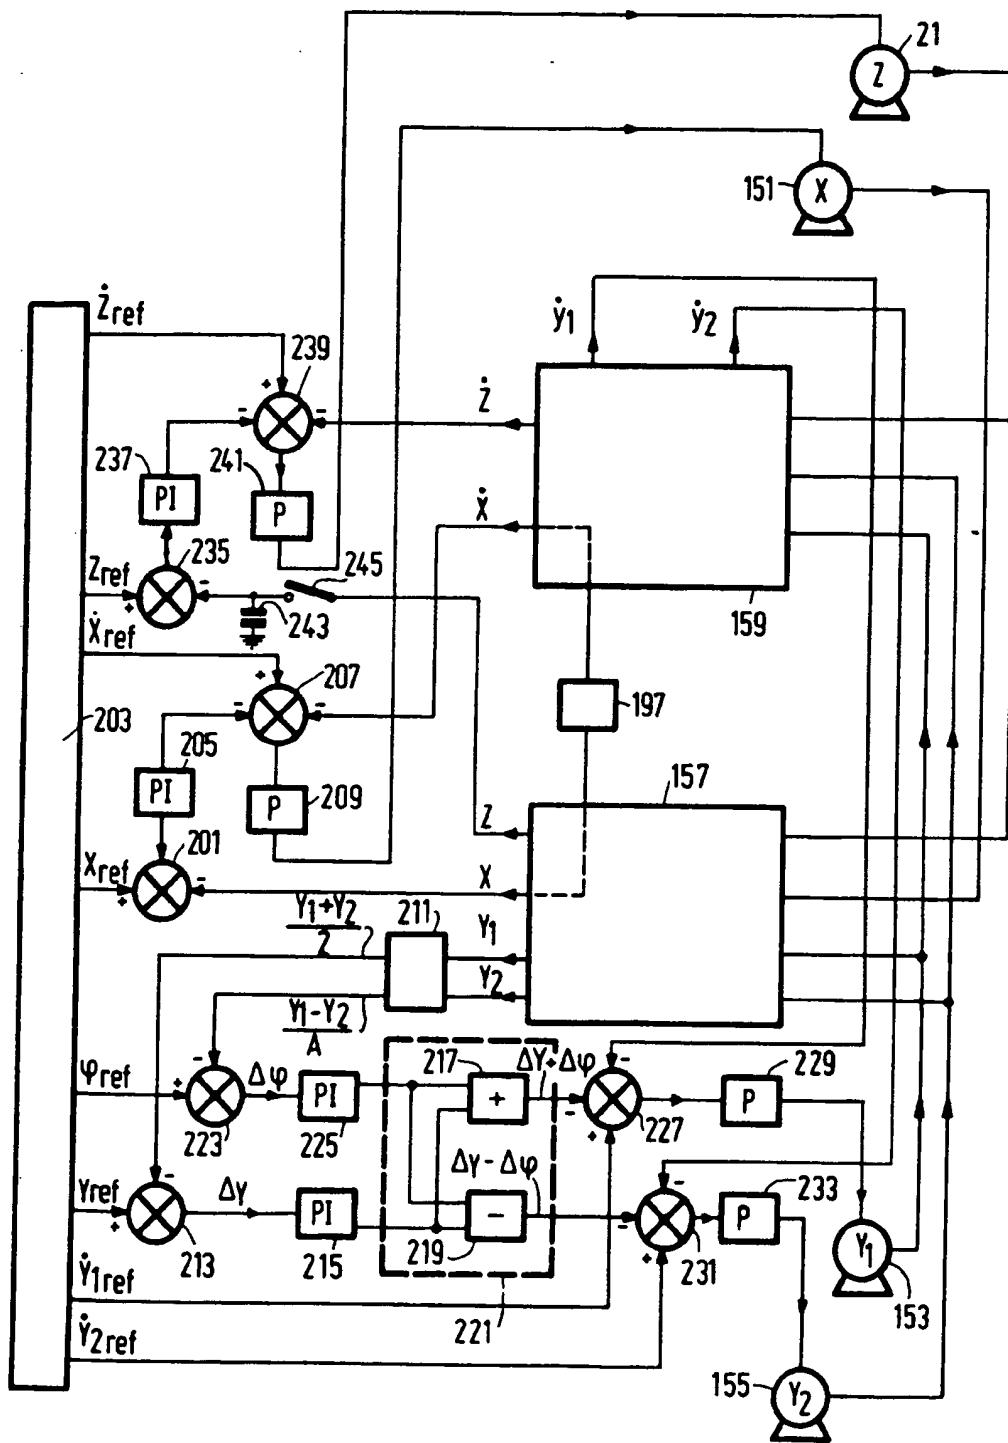 21
Z
151
X
Żref
239
ẏ1
ẏ2
Ż
237
241
PI
P
Ẋ
235
245
Zref
243
159
Ẋref
207
197
203
205
PI
209
P
157
201
Z
Xref
X
Y1+Y2
2
211
Y1
Y2
Y1-Y2
A
φref
Δφ
217
ΔY+Δφ
229
PI
+
P
223
225
227
Yref
ΔY
Δy-Δφ
233
PI
−
P
213
215
219
231
Y1
Ẏ1ref
221
153
Ẏ2ref
155
Y2